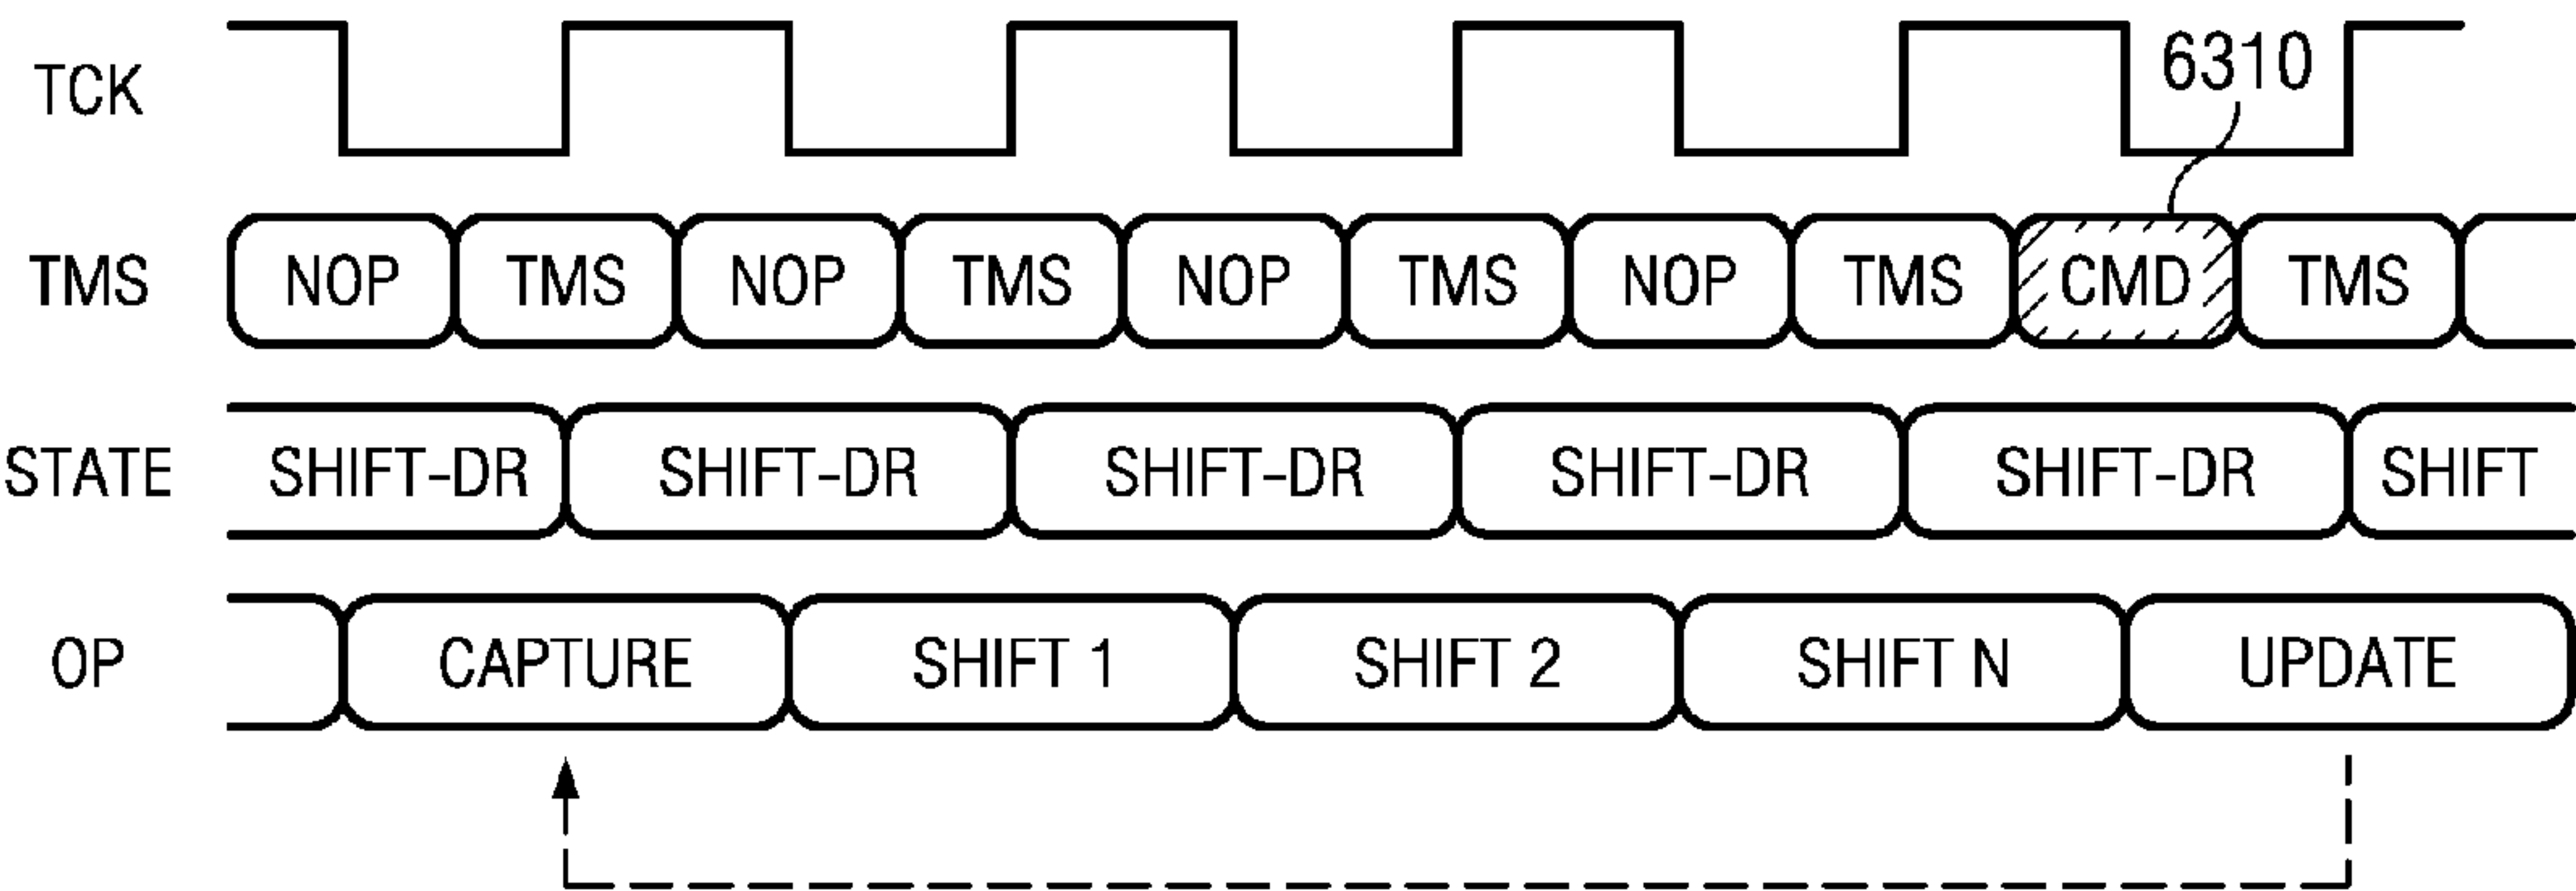 6310
TCK
TMS NOP TMS NOP TMS NOP TMS NOP TMS CMD TMS
STATE SHIFT-DR SHIFT-DR SHIFT-DR SHIFT-DR SHIFT-DR SHIFT
OP CAPTURE SHIFT 1 SHIFT 2 SHIFT N UPDATE